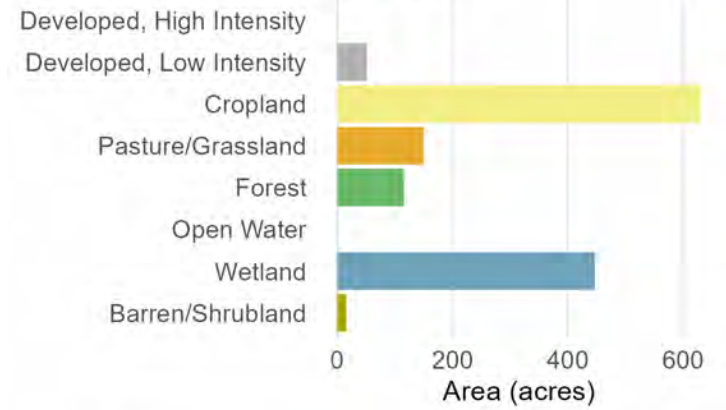 Developed, High Intensity
Developed, Low Intensity
Cropland
Pasture/Grassland
Forest
Open Water
Wetland
Barren/Shrubland
0 200 400 600
Area (acres)